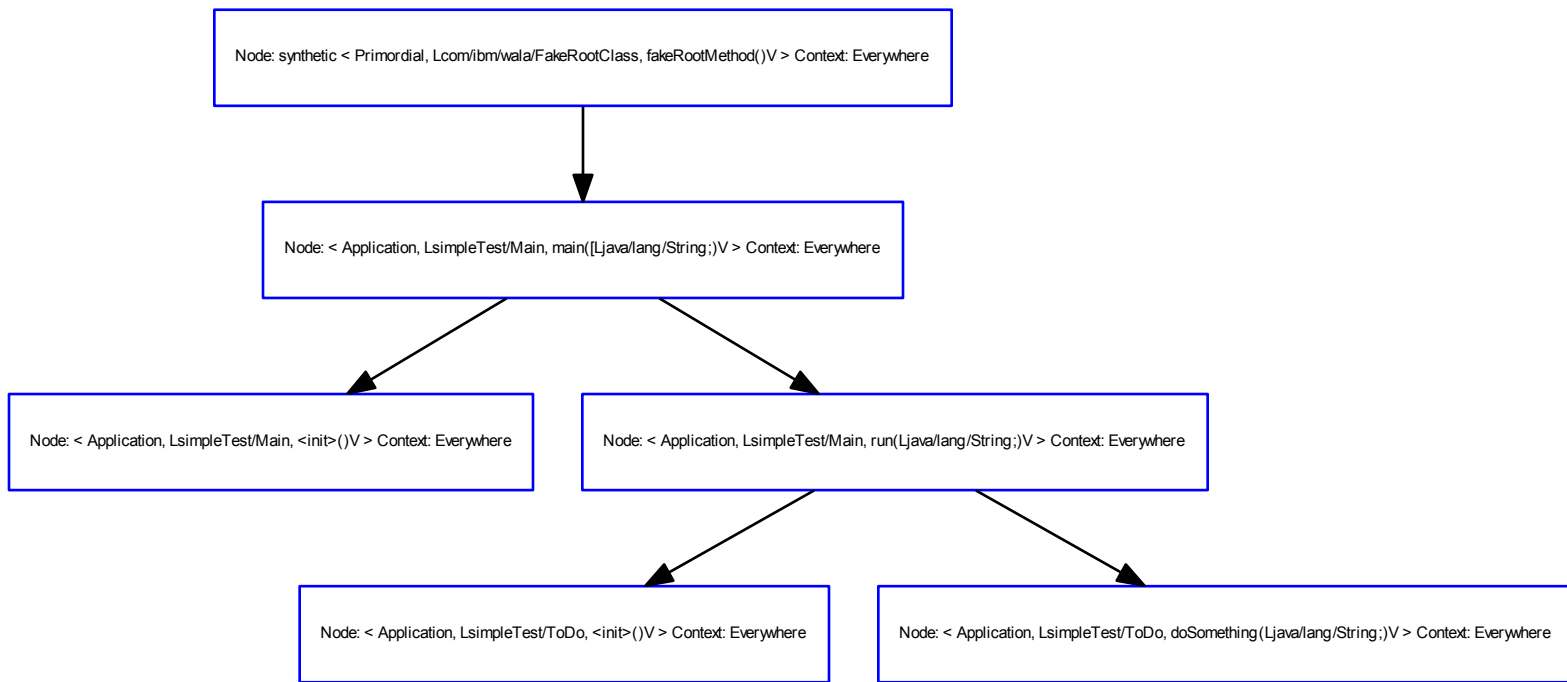 Node: synthetic < Primordial, Lcom/ibm/wala/FakeRootClass, fakeRootMethod()V > Context: Everywhere
Node: < Application, LsimpleTest/Main, main([Ljava/lang/String;)V > Context: Everywhere
Node: < Application, LsimpleTest/Main, <init>()V > Context: Everywhere
Node: < Application, LsimpleTest/Main, run(Ljava/lang/String;)V > Context: Everywhere
Node: < Application, LsimpleTest/ToDo, <init>()V > Context: Everywhere
Node: < Application, LsimpleTest/ToDo, doSomething(Ljava/lang/String;)V > Context: Everywhere